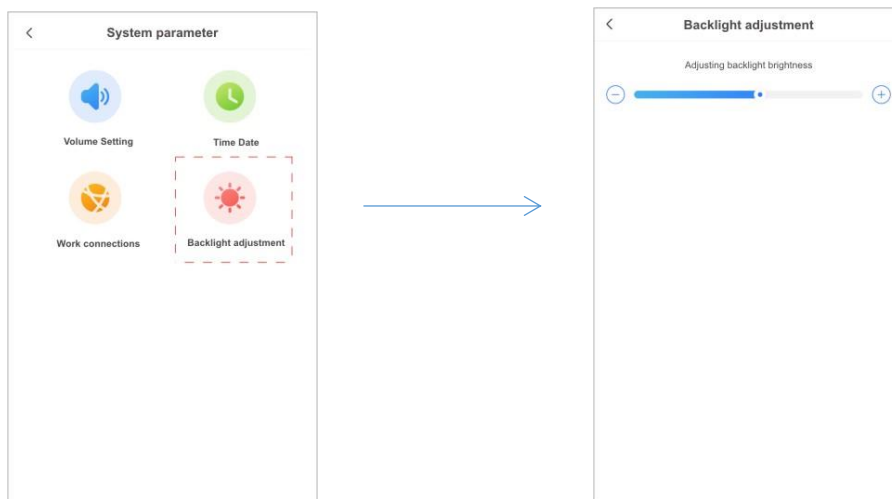 System parameter
Volume Setting
Time Date
Work connections
Backlight adjustment
Backlight adjustment
Adjusting backlight brightness